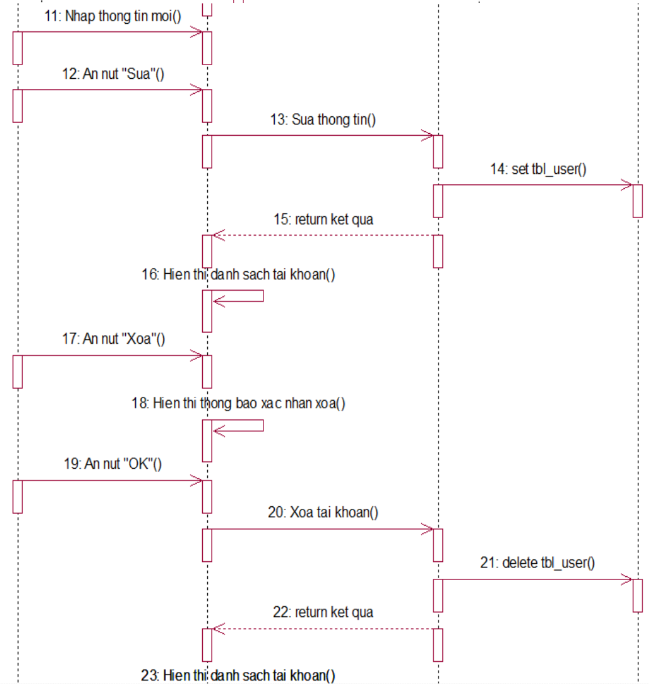 11: Nhap thong tin moi()
12: An nut "Sua"()
13: Sua thong tin()
14: set tbl_user()
15: return ket qua
16: Hien thi danh sach tai khoan()
17: An nut "Xoa"()
18: Hien thi thong bao xac nhan xoa()
19: An nut "OK"()
20: Xoa tai khoan()
21: delete tbl_user()
22: return ket qua
23: Hien thi danh sach tai khoan()